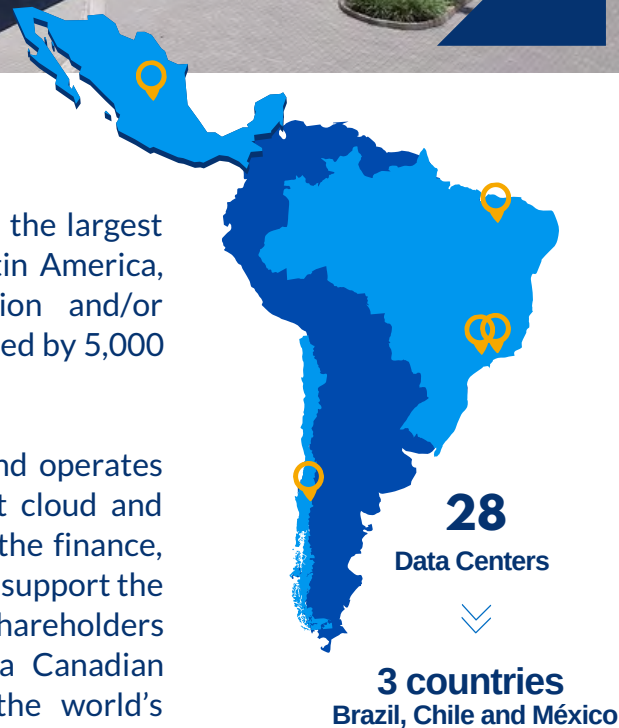 the largest
tin America,
ion and/or
ed by 5,000
nd operates
t cloud and
the finance,
support the
hareholders
a Canadian
the world's
28
Data Centers
3 countries
Brazil, Chile and México